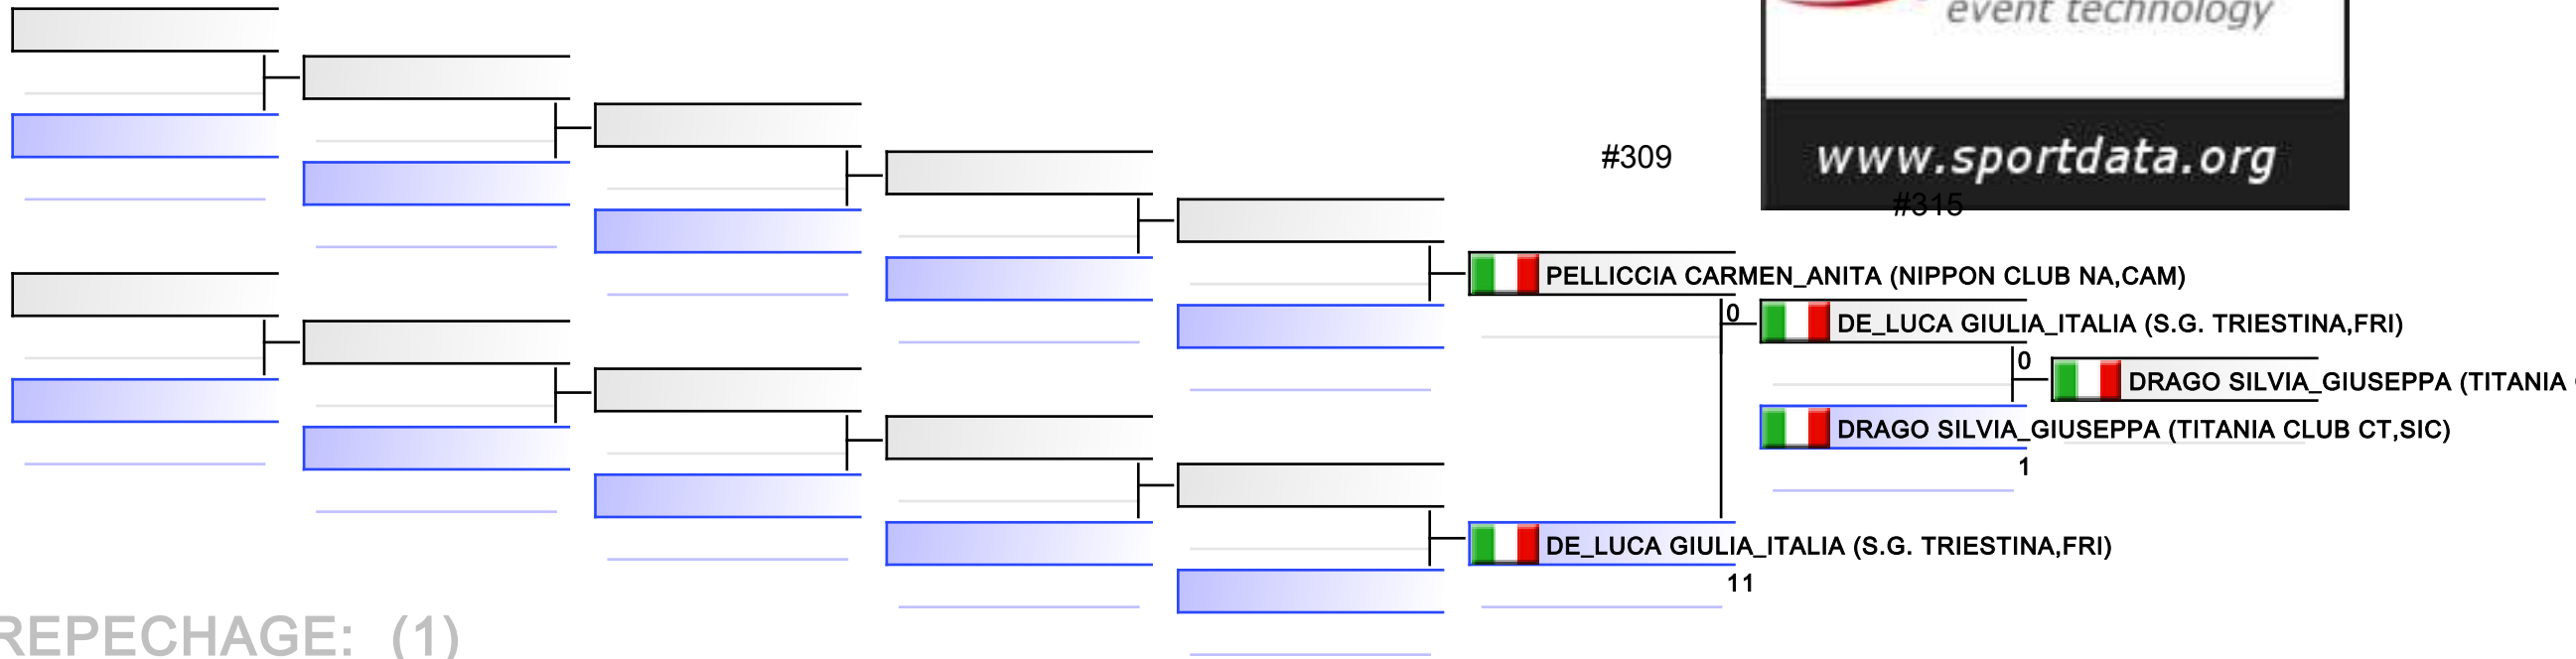 event technology
www.sportdata.org
#309
#315
PELLICCIA CARMEN_ANITA (NIPPON CLUB NA,CAM)
0
DE_LUCA GIULIA_ITALIA (S.G. TRIESTINA,FRI)
0
DRAGO SILVIA_GIUSEPPA (TITANIA
DRAGO SILVIA_GIUSEPPA (TITANIA CLUB CT,SIC)
1
DE_LUCA GIULIA_ITALIA (S.G. TRIESTINA,FRI)
11
REPECHAGE: (1)